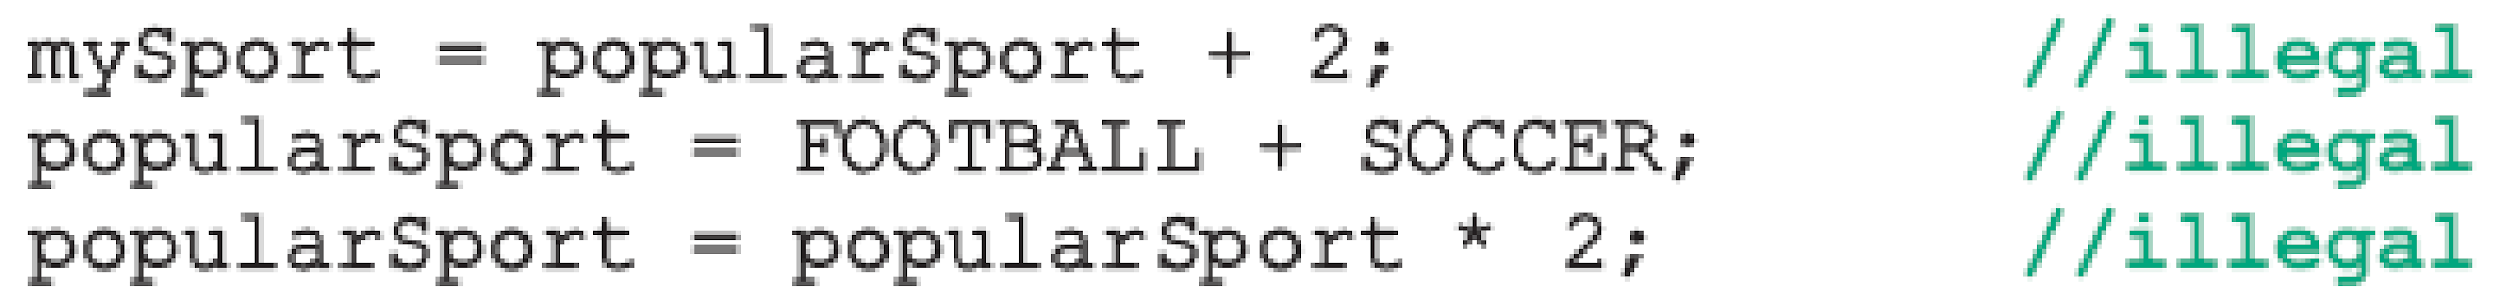 mySport = popularSport + 2; //illegal
popularSport = FOOTBALL + SOCCER; //illegal
popularSport = popularSport * 2; //illegal